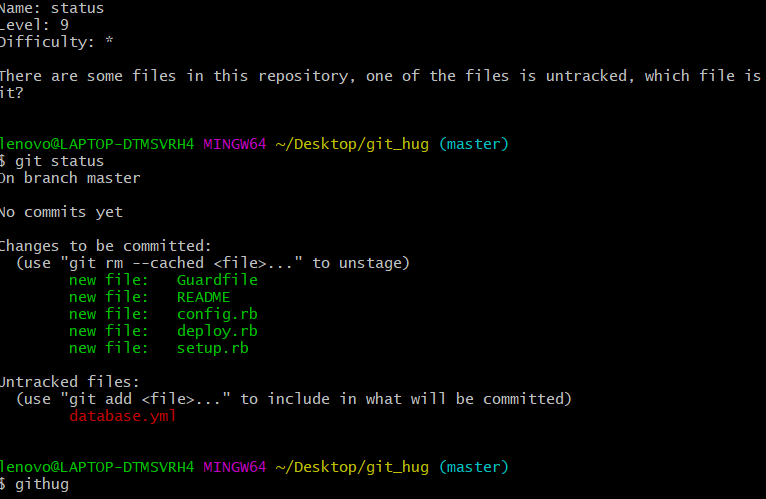 Name: status
Level: 9
Difficulty: *
There are some files in this repository, one of the files is untracked, which file is
it?
lenovo@LAPTOP-DTMSVRH4 MINGW64 ~/Desktop/git_hug (master)
$ git status
On branch master
No commits yet
Changes to be committed:
(use "git rm --cached <file>..." to unstage)
new file:   Guardfile
new file:   README
new file:   config.rb
new file:   deploy.rb
new file:   setup.rb
Untracked files:
(use "git add <file>..." to include in what will be committed)
database.yml
lenovo@LAPTOP-DTMSVRH4 MINGW64 ~/Desktop/git_hug (master)
$ githug